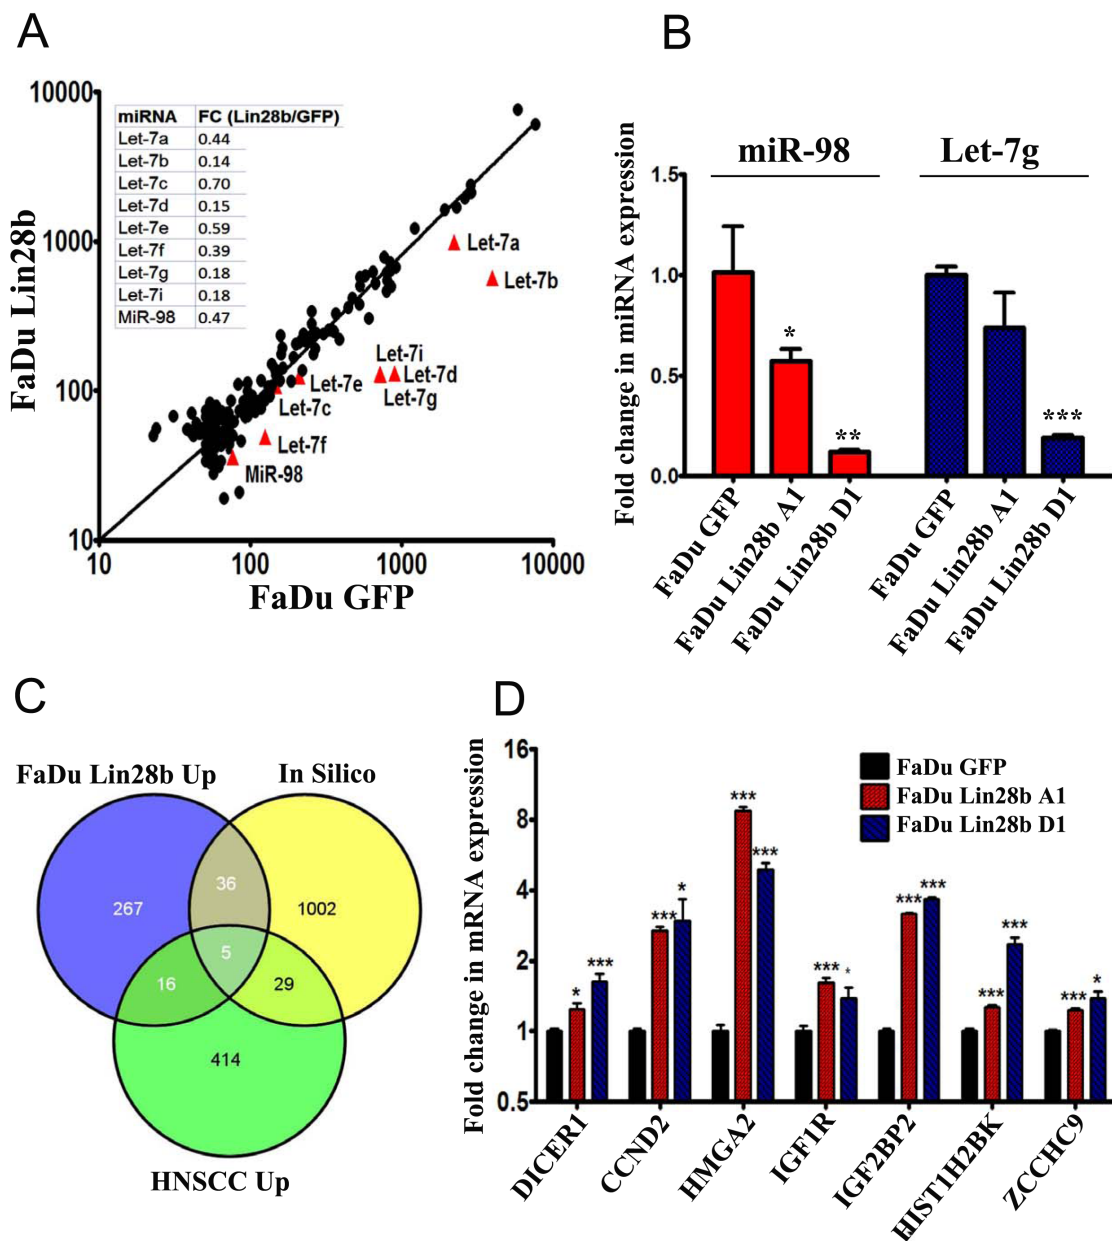 A
10000
1000
100
10
10
100
1000
10000
FaDu Lin28b
FaDu GFP
miRNA FC (Lin28b/GFP)
Let-7a 0.44
Let-7b 0.14
Let-7c 0.70
Let-7d 0.15
Let-7e 0.59
Let-7f 0.39
Let-7g 0.18
Let-7i 0.18
MiR-98 0.47
Let-7a
Let-7b
Let-7i
Let-7d
Let-7g
Let-7e
Let-7c
Let-7f
MiR-98
B
miR-98 Let-7g
Fold change in miRNA expression
1.5
1.0
0.5
0.0
*
**
***
FaDu GFP
FaDu Lin28b A1
FaDu Lin28b D1
FaDu GFP
FaDu Lin28b A1
FaDu Lin28b D1
C
FaDu Lin28b Up In Silico
36
267 1002
5
16 29
414
HNSCC Up
D
Fold change in mRNA expression
16
8
4
2
1
0.5
FaDu GFP
FaDu Lin28b A1
FaDu Lin28b D1
* ***
*** *
*** ***
*** *
*** ***
*** ***
*** *
DICER1
CCND2
HMGA2
IGF1R
IGF2BP2
HIST1H2BK
ZCCHC9